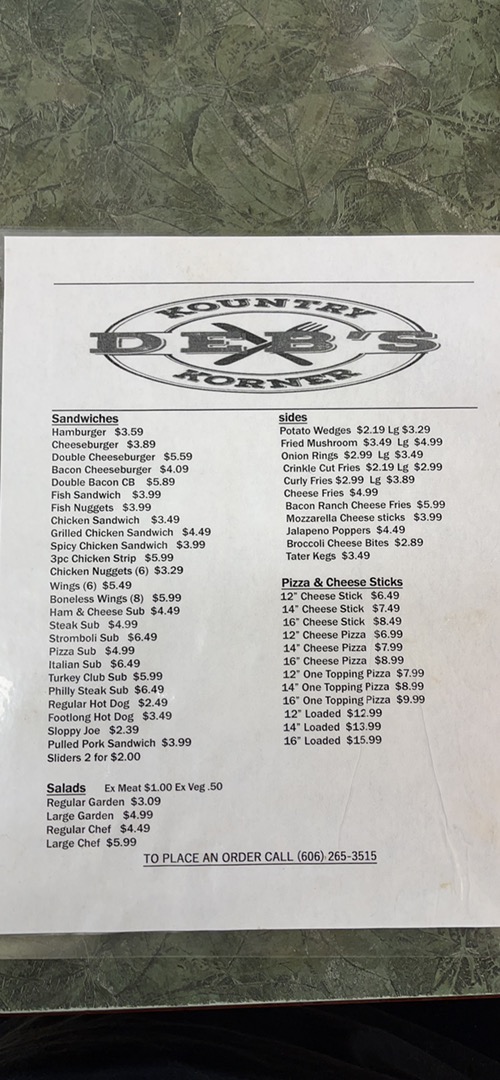 KOUNTRY
DEB'S
KORNER
Sandwiches
Hamburger $3.59
Cheeseburger $3.89
Double Cheeseburger $5.59
Bacon Cheeseburger $4.09
Double Bacon CB $5.89
Fish Sandwich $3.99
Fish Nuggets $3.99
Chicken Sandwich $3.49
Grilled Chicken Sandwich $4.49
Spicy Chicken Sandwich $3.99
3pc Chicken Strip $5.99
Chicken Nuggets (6) $3.29
Wings (6) $5.49
Boneless Wings (8) $5.99
Ham & Cheese Sub $4.49
Steak Sub $4.99
Stromboli Sub $6.49
Pizza Sub $4.99
Italian Sub $6.49
Turkey Club Sub $5.99
Philly Steak Sub $6.49
Regular Hot Dog $2.49
Footlong Hot Dog $3.49
Sloppy Joe $2.39
Pulled Pork Sandwich $3.99
Sliders 2 for $2.00
Salads Ex Meat $1.00 Ex Veg .50
Regular Garden $3.09
Large Garden $4.99
Regular Chef $4.49
Large Chef $5.99
sides
Potato Wedges $2.19 Lg $3.29
Fried Mushroom $3.49 Lg $4.99
Onion Rings $2.99 Lg $3.49
Crinkle Cut Fries $2.19 Lg $2.99
Curly Fries $2.99 Lg $3.89
Cheese Fries $4.99
Bacon Ranch Cheese Fries $5.99
Mozzarella Cheese sticks $3.99
Jalapeno Poppers $4.49
Broccoli Cheese Bites $2.89
Tater Kegs $3.49
Pizza & Cheese Sticks
12" Cheese Stick $6.49
14" Cheese Stick $7.49
16" Cheese Stick $8.49
12" Cheese Pizza $6.99
14" Cheese Pizza $7.99
16" Cheese Pizza $8.99
12" One Topping Pizza $7.99
14" One Topping Pizza $8.99
16" One Topping Pizza $9.99
12" Loaded $12.99
14" Loaded $13.99
16" Loaded $15.99
TO PLACE AN ORDER CALL (606) 265-3515